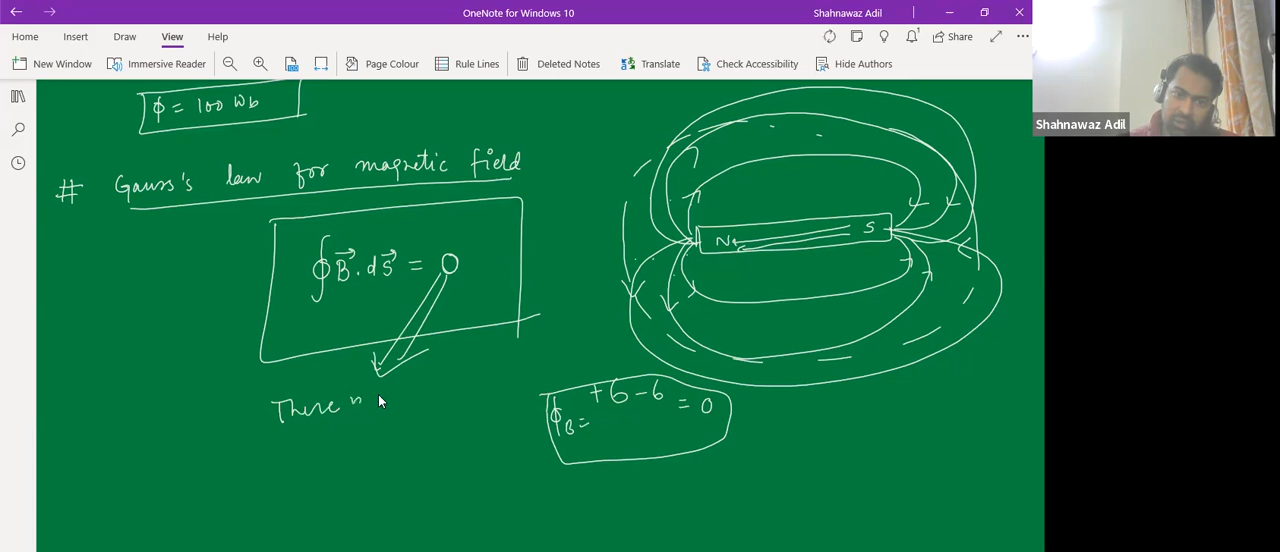 OneNote for Windows 10
Shahnawaz Adil
Home Insert Draw View Help
Share
New Window Immersive Reader Page Colour Rule Lines Deleted Notes Translate Check Accessibility Hide Authors
Shahnawaz Adil
ϕ = 100 Wb
# Gauss's law for magnetic field
∮B⃗.dS⃗ = 0
N S
There
ϕB = +6 - 6 = 0